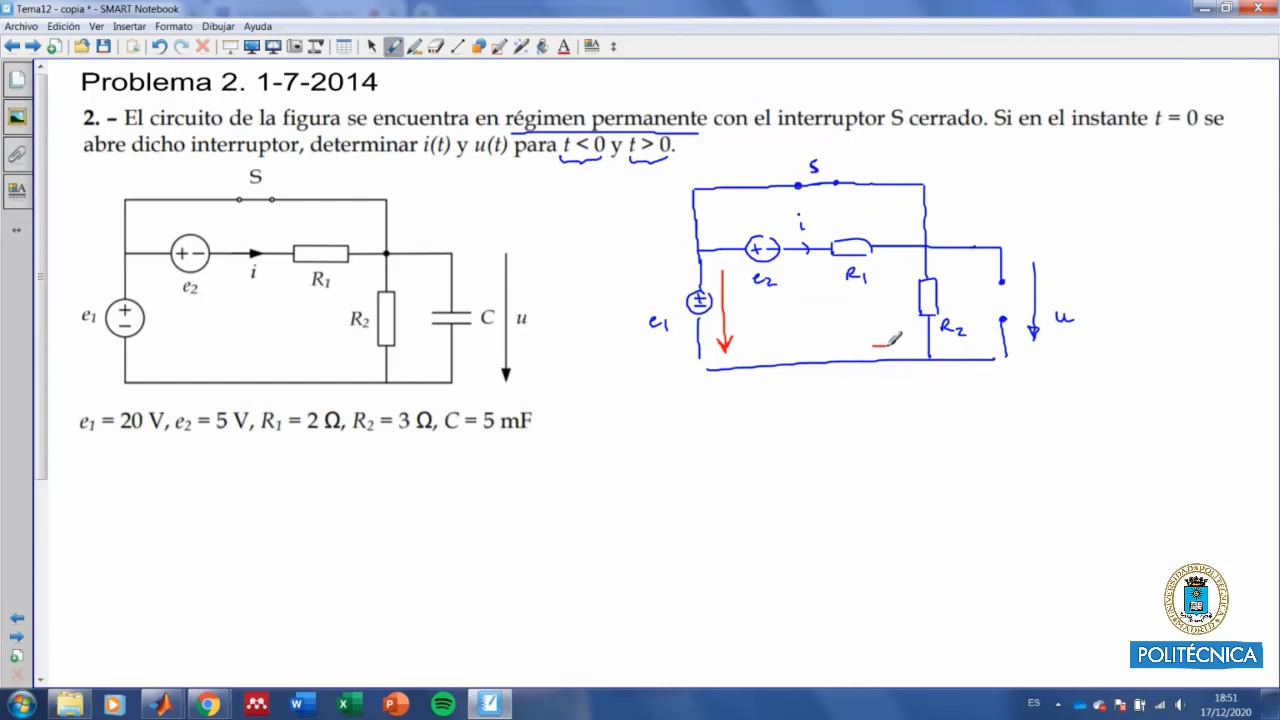 Tema12 - copia * - SMART Notebook
Archivo Edición Ver Insertar Formato Dibujar Ayuda
Problema 2. 1-7-2014
2. – El circuito de la figura se encuentra en régimen permanente con el interruptor S cerrado. Si en el instante t = 0 se
abre dicho interruptor, determinar i(t) y u(t) para t < 0 y t > 0.
S
+ −
e2
i
R1
e1
+
−
R2
C
u
e1 = 20 V, e2 = 5 V, R1 = 2 Ω, R2 = 3 Ω, C = 5 mF
S
i
+ −
e2
R1
e1
±
R2
u
POLITÉCNICA
ES
18:51
17/12/2020